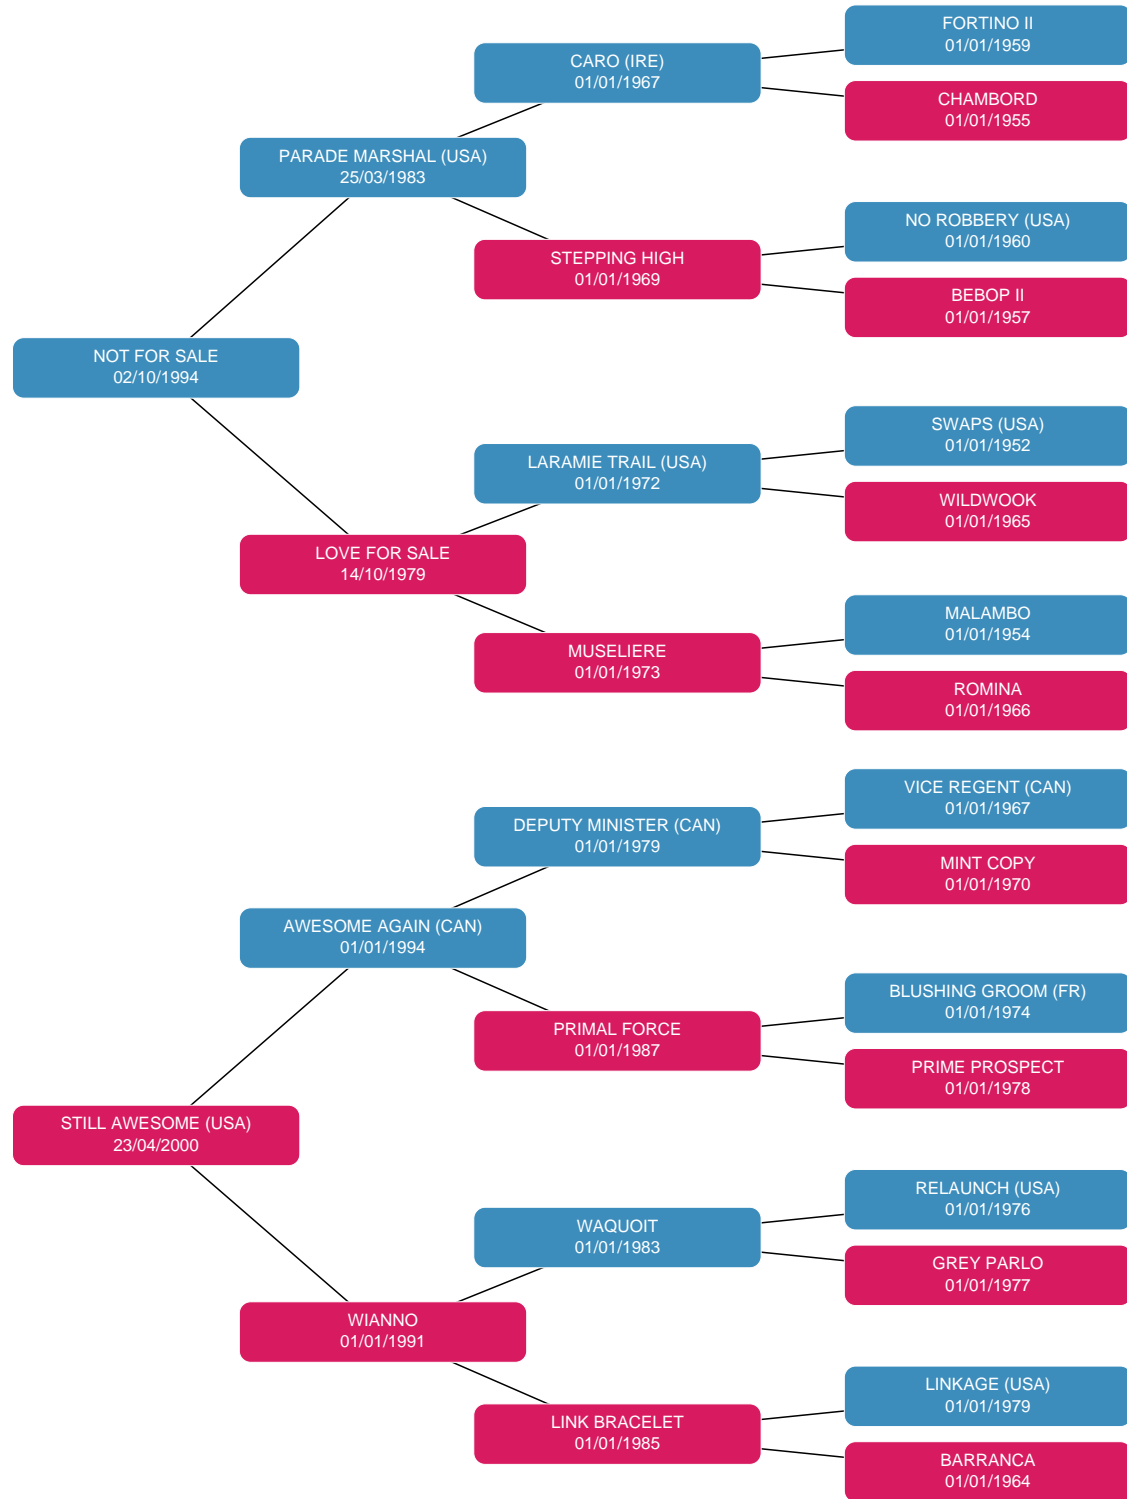 FORTINO II
01/01/1959
CARO (IRE)
01/01/1967
CHAMBORD
01/01/1955
PARADE MARSHAL (USA)
25/03/1983
NO ROBBERY (USA)
01/01/1960
STEPPING HIGH
01/01/1969
BEBOP II
01/01/1957
NOT FOR SALE
02/10/1994
SWAPS (USA)
01/01/1952
LARAMIE TRAIL (USA)
01/01/1972
WILDWOOK
01/01/1965
LOVE FOR SALE
14/10/1979
MALAMBO
01/01/1954
MUSELIERE
01/01/1973
ROMINA
01/01/1966
VICE REGENT (CAN)
01/01/1967
DEPUTY MINISTER (CAN)
01/01/1979
MINT COPY
01/01/1970
AWESOME AGAIN (CAN)
01/01/1994
BLUSHING GROOM (FR)
01/01/1974
PRIMAL FORCE
01/01/1987
PRIME PROSPECT
01/01/1978
STILL AWESOME (USA)
23/04/2000
RELAUNCH (USA)
01/01/1976
WAQUOIT
01/01/1983
GREY PARLO
01/01/1977
WIANNO
01/01/1991
LINKAGE (USA)
01/01/1979
LINK BRACELET
01/01/1985
BARRANCA
01/01/1964